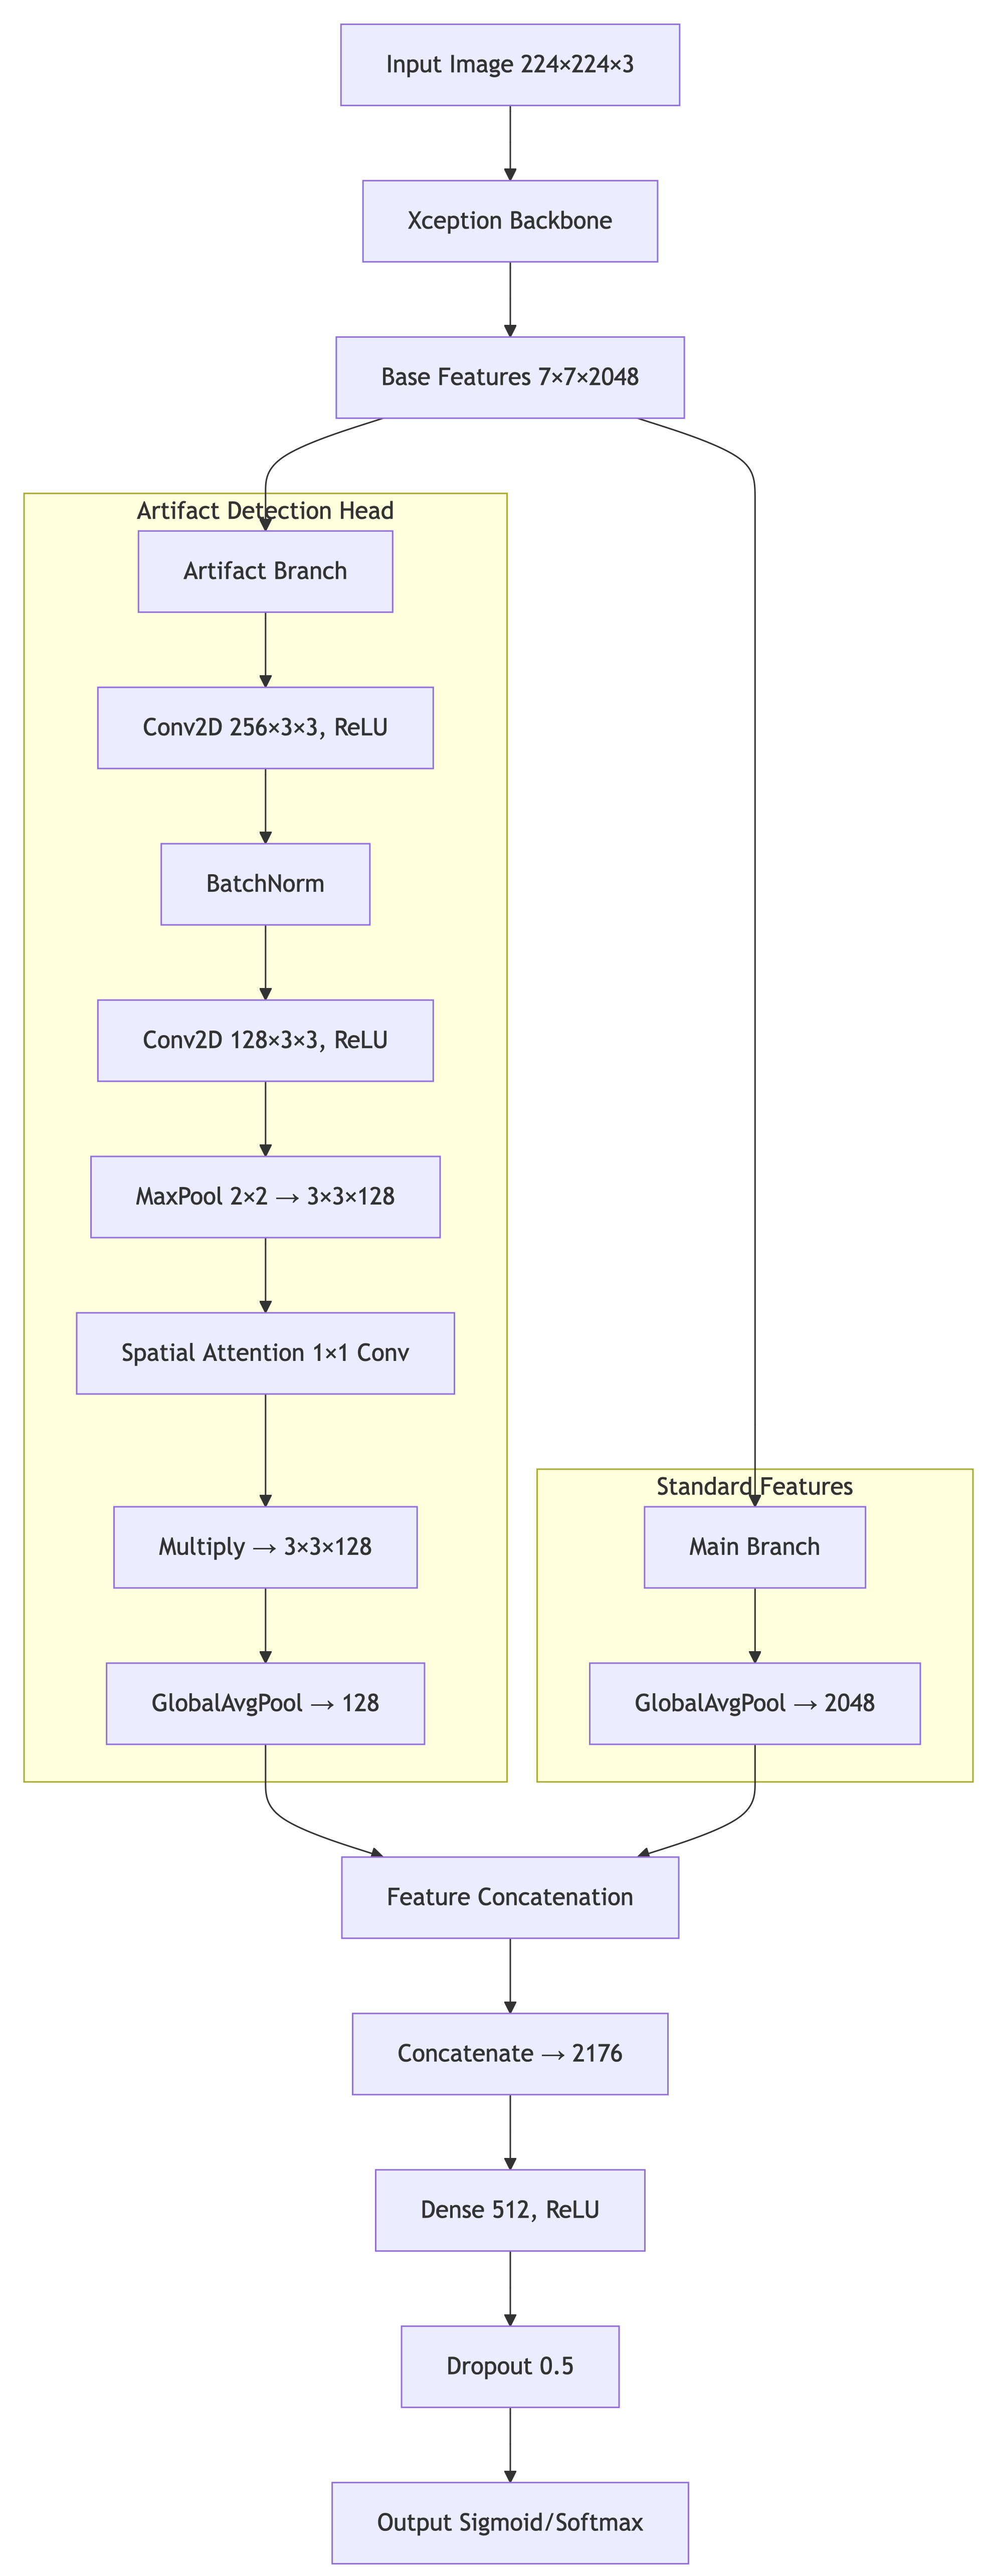 Input Image 224×224×3
Xception Backbone
Base Features 7×7×2048
Artifact Detection Head
Artifact Branch
Conv2D 256×3×3, ReLU
BatchNorm
Conv2D 128×3×3, ReLU
MaxPool 2×2 → 3×3×128
Spatial Attention 1×1 Conv
Multiply → 3×3×128
GlobalAvgPool → 128
Standard Features
Main Branch
GlobalAvgPool → 2048
Feature Concatenation
Concatenate → 2176
Dense 512, ReLU
Dropout 0.5
Output Sigmoid/Softmax